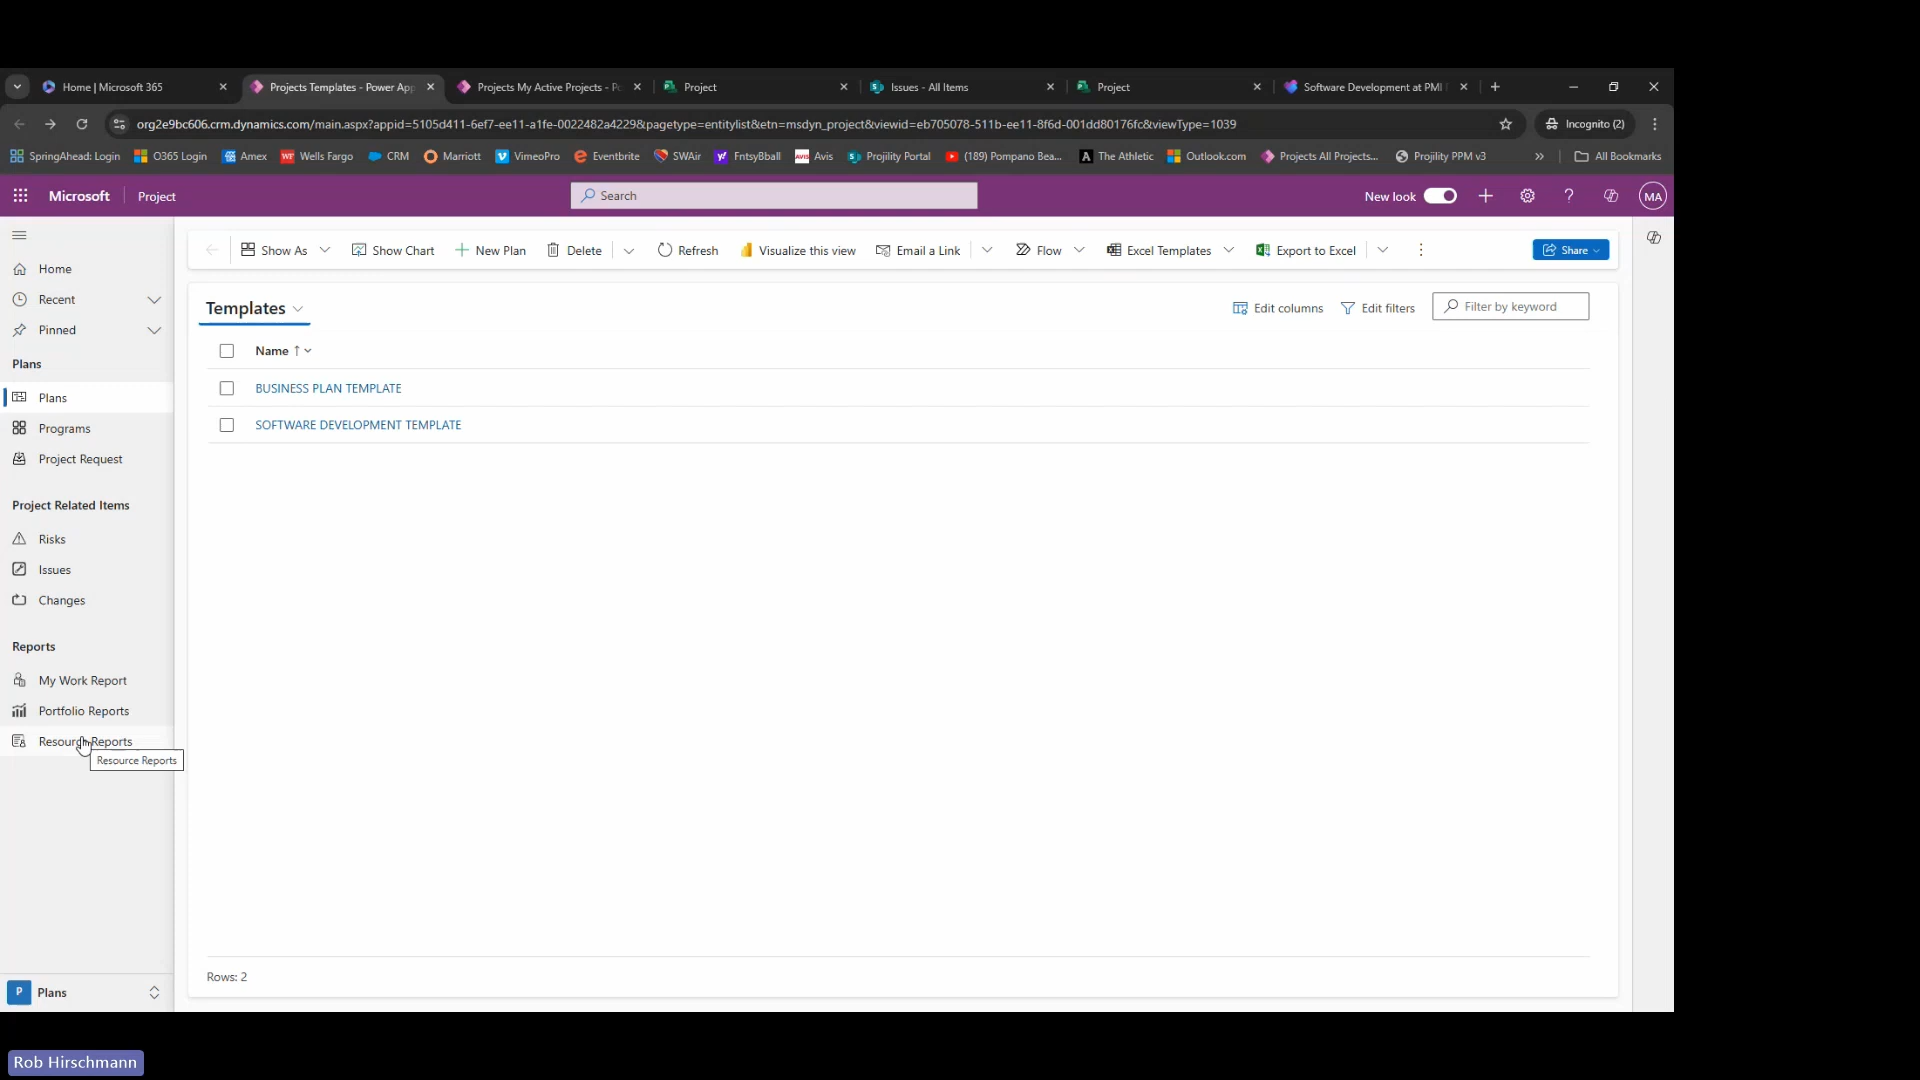 Home | Microsoft 365
Projects Templates - Power App
Projects My Active Projects - Po
Project
Issues - All Items
Project
Software Development at PMI
org2e9bc606.crm.dynamics.com/main.aspx?appid=5105d411-6ef7-ee11-a1fe-0022482a4229&pagetype=entitylist&etn=msdyn_project&viewid=eb705078-511b-ee11-8f6d-001dd80176fc&viewType=1039
Incognito (2)
SpringAhead: Login
O365 Login
Amex
Wells Fargo
CRM
Marriott
VimeoPro
Eventbrite
SWAir
FntsyBball
Avis
Projility Portal
(189) Pompano Bea...
The Athletic
Outlook.com
Projects All Projects...
Projility PPM v3
All Bookmarks
Microsoft
Project
Search
New look
MA
Show As
Show Chart
New Plan
Delete
Refresh
Visualize this view
Email a Link
Flow
Excel Templates
Export to Excel
Share
Home
Recent
Pinned
Plans
Plans
Programs
Project Request
Project Related Items
Risks
Issues
Changes
Reports
My Work Report
Portfolio Reports
Resource Reports
Resource Reports
P
Plans
Templates
Edit columns
Edit filters
Filter by keyword
Name
BUSINESS PLAN TEMPLATE
SOFTWARE DEVELOPMENT TEMPLATE
Rows: 2
Rob Hirschmann